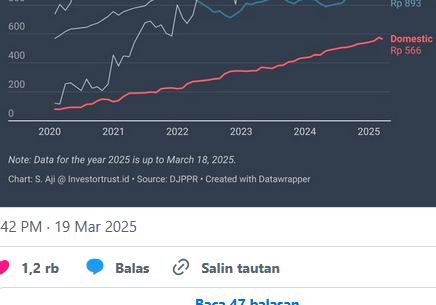 Rp 893
600
Domestic
Rp 566
400
200
0
2020 2021 2022 2023 2024 2025
Note: Data for the year 2025 is up to March 18, 2025.
Chart: S. Aji @ Investortrust.id • Source: DJPPR • Created with Datawrapper
42 PM · 19 Mar 2025
1,2 rb Balas Salin tautan
Baca 47 balasan